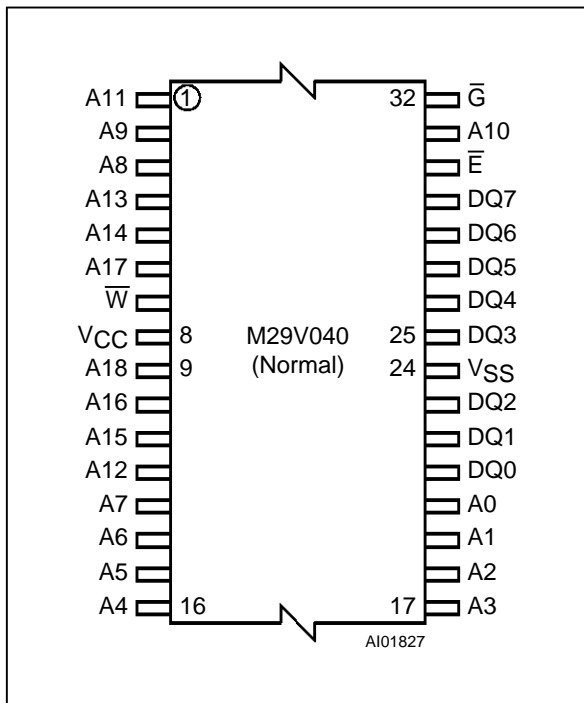 A11 1 32 G̅
A9 A10
A8 E̅
A13 DQ7
A14 DQ6
A17 DQ5
W̅ DQ4
VCC 8 M29V040 25 DQ3
A18 9 (Normal) 24 VSS
A16 DQ2
A15 DQ1
A12 DQ0
A7 A0
A6 A1
A5 A2
A4 16 17 A3
AI01827